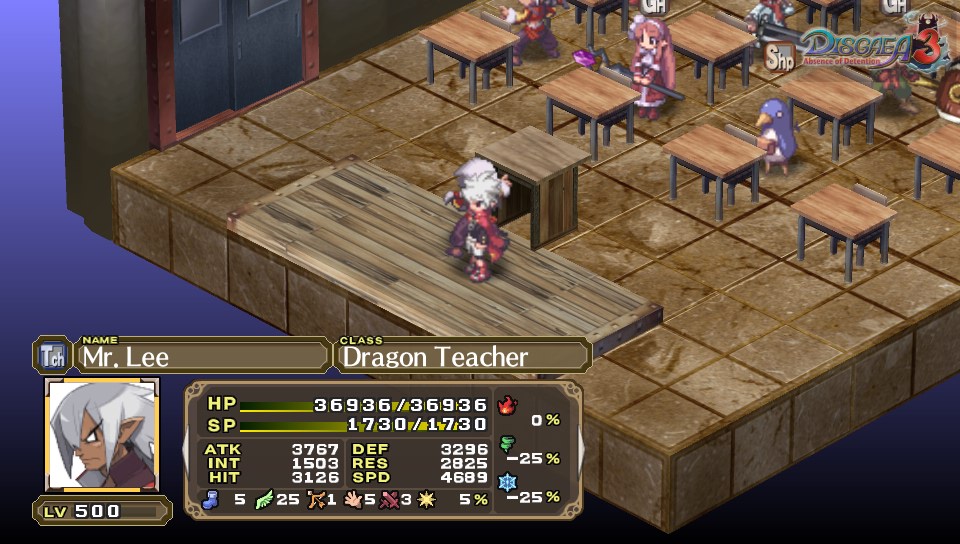 GH
GH
Shp
DISGAEA 3
Absence of Detention
NAME
CLASS
Tch
Mr. Lee
Dragon Teacher
HP 36936/36936
0%
SP 1730/1730
ATK 3767 DEF 3296
-25%
INT 1503 RES 2825
HIT 3126 SPD 4689
-25%
5 25 1 5 3 5%
LV 500